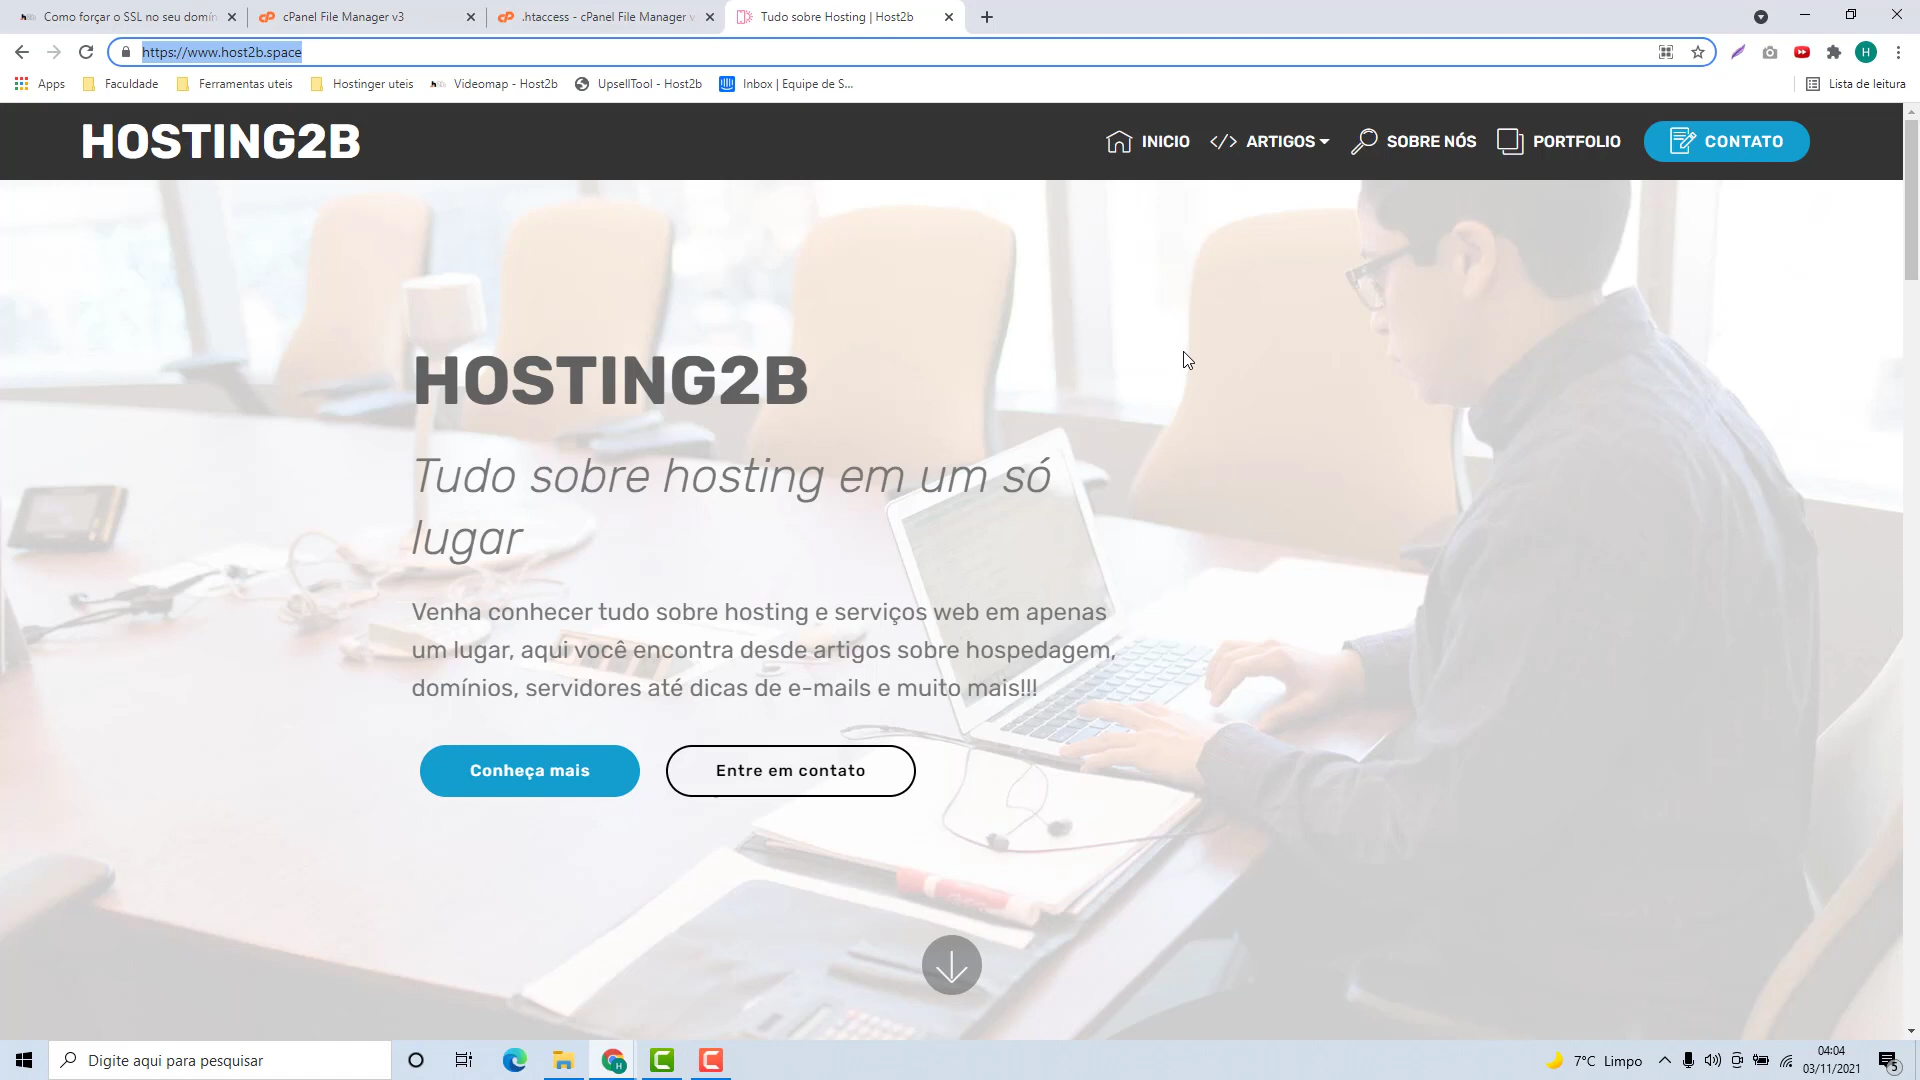 Como forçar o SSL no seu domín
cPanel File Manager v3
.htaccess - cPanel File Manager v
Tudo sobre Hosting | Host2b
https://www.host2b.space
H
Apps
Faculdade
Ferramentas uteis
Hostinger uteis
Videomap - Host2b
UpsellTool - Host2b
Inbox | Equipe de S...
Lista de leitura
HOSTING2B
INICIO
ARTIGOS
SOBRE NÓS
PORTFOLIO
CONTATO
HOSTING2B
Tudo sobre hosting em um só
lugar
Venha conhecer tudo sobre hosting e serviços web em apenas
um lugar, aqui você encontra desde artigos sobre hospedagem,
domínios, servidores até dicas de e-mails e muito mais!!!
Conheça mais
Entre em contato
Digite aqui para pesquisar
7°C Limpo
04:04
03/11/2021
5